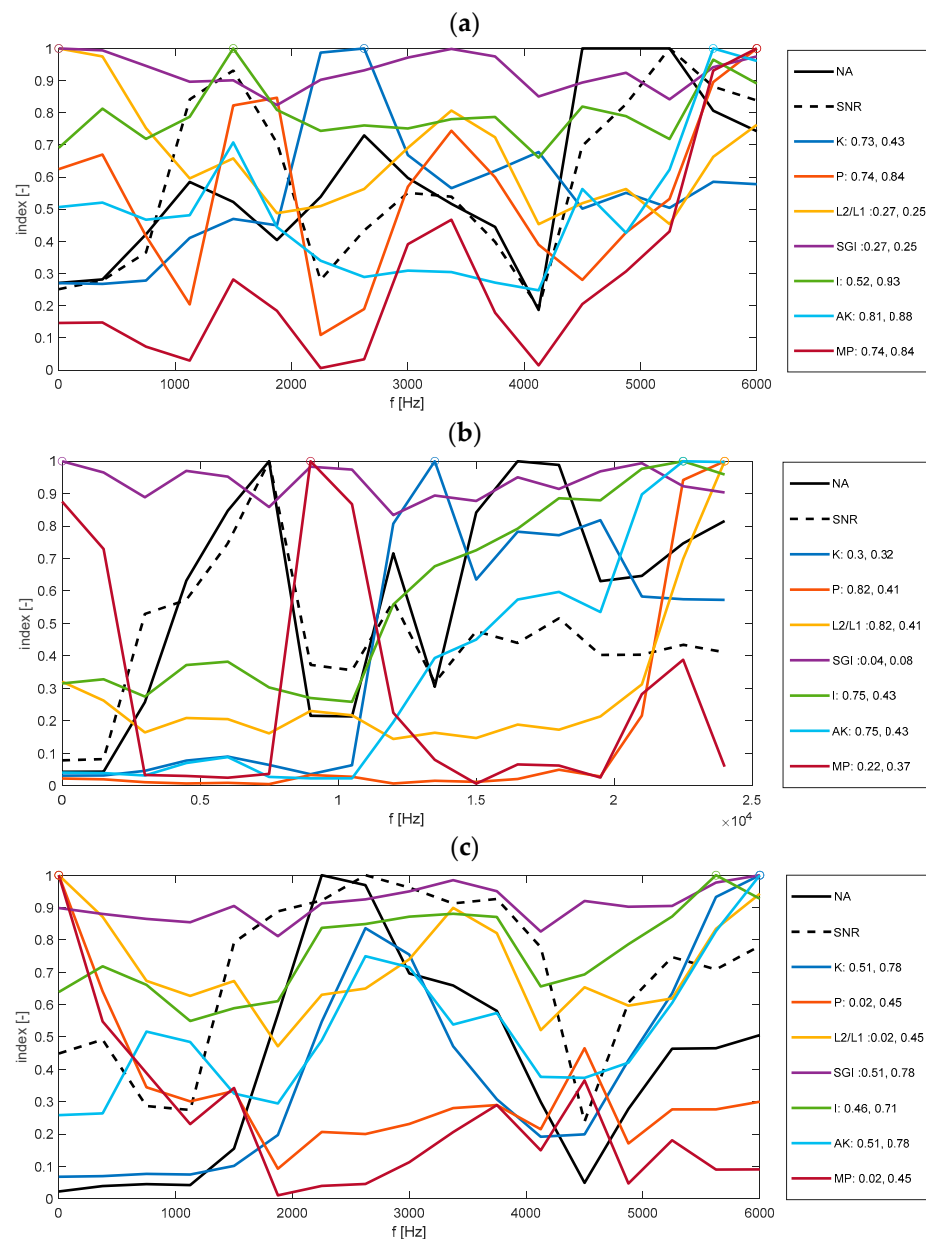 (a)
1
0.9
0.8
0.7
0.6
0.5
0.4
0.3
0.2
0.1
0
index [-]
0 1000 2000 3000 4000 5000 6000
f [Hz]
NA
SNR
K: 0.73, 0.43
P: 0.74, 0.84
L2/L1 :0.27, 0.25
SGI :0.27, 0.25
I: 0.52, 0.93
AK: 0.81, 0.88
MP: 0.74, 0.84
(b)
1
0.9
0.8
0.7
0.6
0.5
0.4
0.3
0.2
0.1
0
index [-]
0 0.5 1 1.5 2 2.5
×10⁴
f [Hz]
NA
SNR
K: 0.3, 0.32
P: 0.82, 0.41
L2/L1 :0.82, 0.41
SGI :0.04, 0.08
I: 0.75, 0.43
AK: 0.75, 0.43
MP: 0.22, 0.37
(c)
1
0.9
0.8
0.7
0.6
0.5
0.4
0.3
0.2
0.1
0
index [-]
0 1000 2000 3000 4000 5000 6000
f [Hz]
NA
SNR
K: 0.51, 0.78
P: 0.02, 0.45
L2/L1 :0.02, 0.45
SGI :0.51, 0.78
I: 0.46, 0.71
AK: 0.51, 0.78
MP: 0.02, 0.45